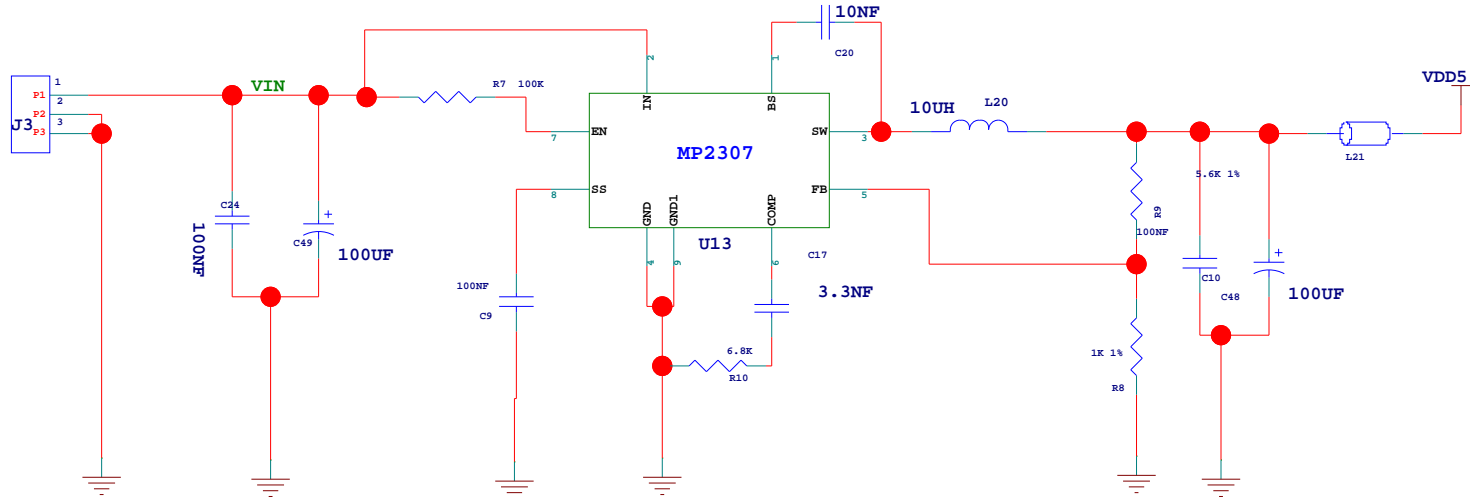 10NF
C20
2
1
VIN
R7 100K
VDD5
1
P1
2
P2
J3
3
P3
IN
BS
10UH
L20
EN
7
SW
3
MP2307
L21
5.6K 1%
SS
8
FB
5
C24
C49
100NF
100UF
GND
GND1
COMP
R9
100NF
U13
4
9
6
C17
100NF
C9
3.3NF
C10
C48
100UF
6.8K
R10
1K 1%
R8